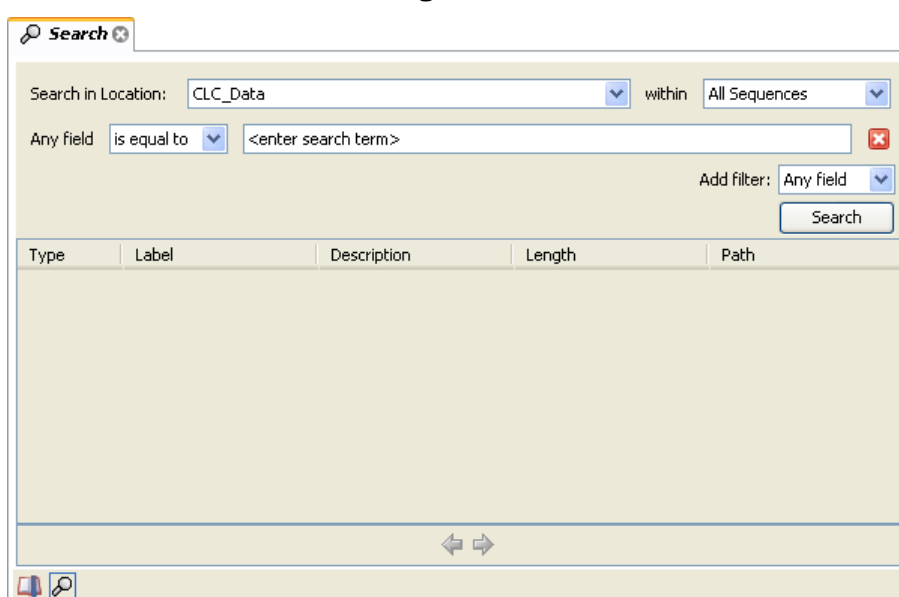 Search
Search in Location: CLC_Data within All Sequences
Any field is equal to <enter search term>
Add filter: Any field
Search
Type Label Description Length Path